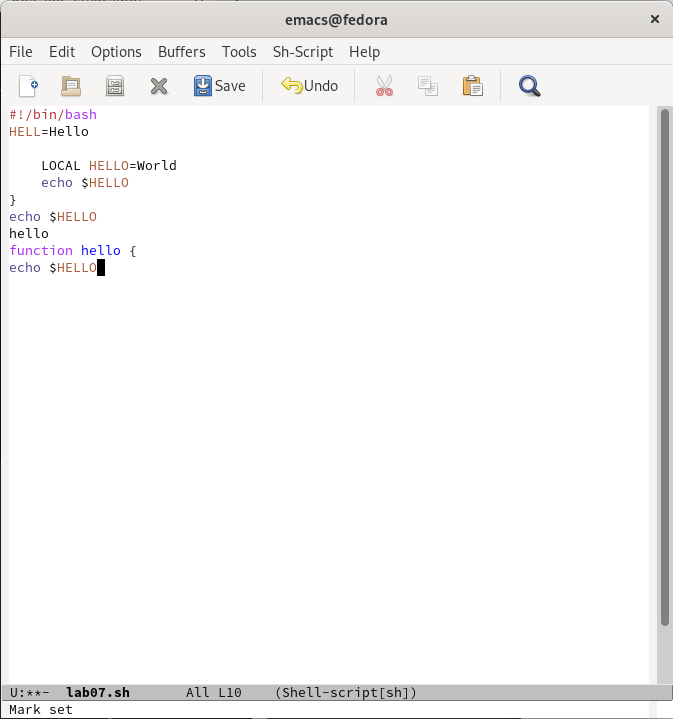 emacs@fedora ×
File Edit Options Buffers Tools Sh-Script Help
Save Undo
#!/bin/bash
HELL=Hello
    LOCAL HELLO=World
    echo $HELLO
}
echo $HELLO
hello
function hello {
echo $HELLO
U:**-  lab07.sh       All L10    (Shell-script[sh])
Mark set